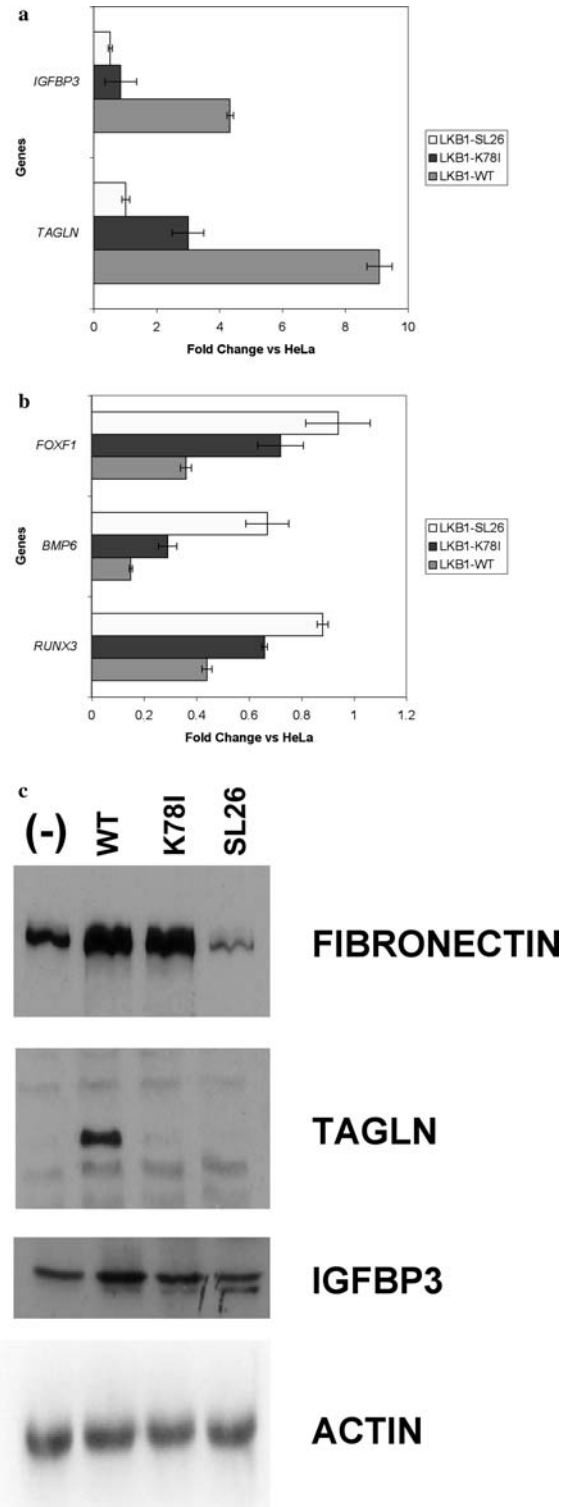 a
IGFBP3
TAGLN
Genes
0 2 4 6 8 10
Fold Change vs HeLa
LKB1-SL26
LKB1-K78I
LKB1-WT
b
FOXF1
BMP6
RUNX3
Genes
0 0.2 0.4 0.6 0.8 1 1.2
Fold Change vs HeLa
LKB1-SL26
LKB1-K78I
LKB1-WT
c
(-) WT K78I SL26
FIBRONECTIN
TAGLN
IGFBP3
ACTIN